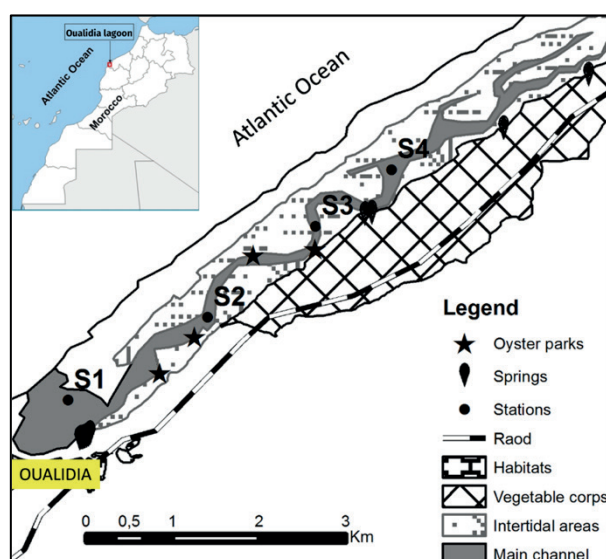 Oualidia lagoon
Atlantic Ocean
Morocco
Atlantic Ocean
S4
S3
S2
S1
OUALIDIA
Legend
Oyster parks
Springs
Stations
Raod
Habitats
Vegetable corps
Intertidal areas
Main channel
0 0,5 1 2 3
Km